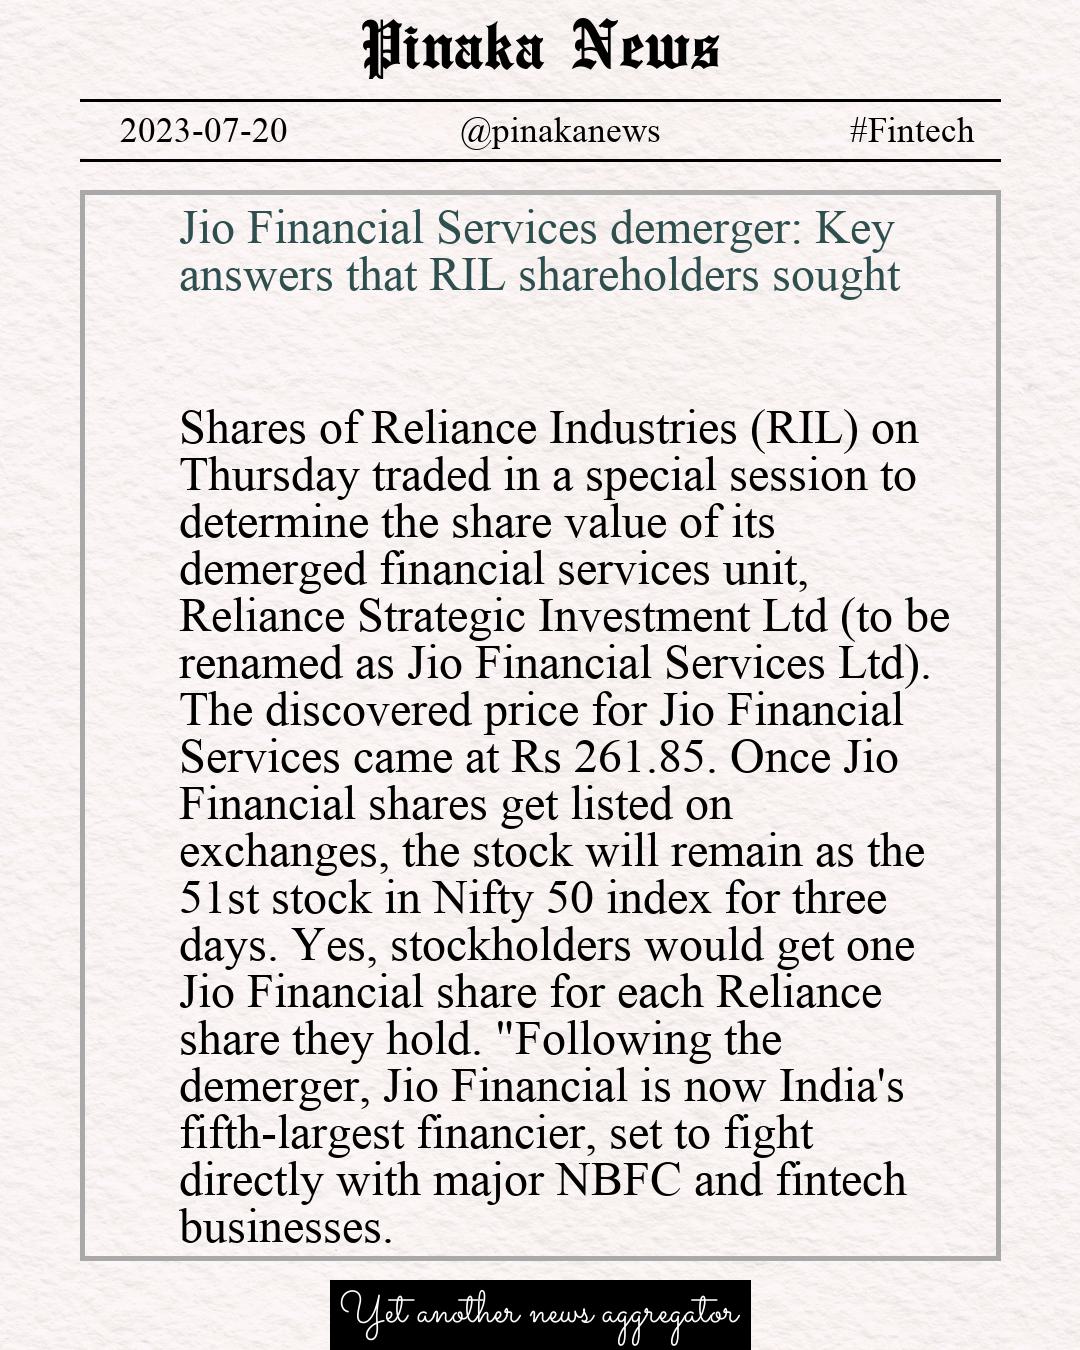 Pinaka News
2023-07-20 @pinakanews #Fintech
Jio Financial Services demerger: Key
answers that RIL shareholders sought
Shares of Reliance Industries (RIL) on
Thursday traded in a special session to
determine the share value of its
demerged financial services unit,
Reliance Strategic Investment Ltd (to be
renamed as Jio Financial Services Ltd).
The discovered price for Jio Financial
Services came at Rs 261.85. Once Jio
Financial shares get listed on
exchanges, the stock will remain as the
51st stock in Nifty 50 index for three
days. Yes, stockholders would get one
Jio Financial share for each Reliance
share they hold. "Following the
demerger, Jio Financial is now India's
fifth-largest financier, set to fight
directly with major NBFC and fintech
businesses.
Yet another news aggregator